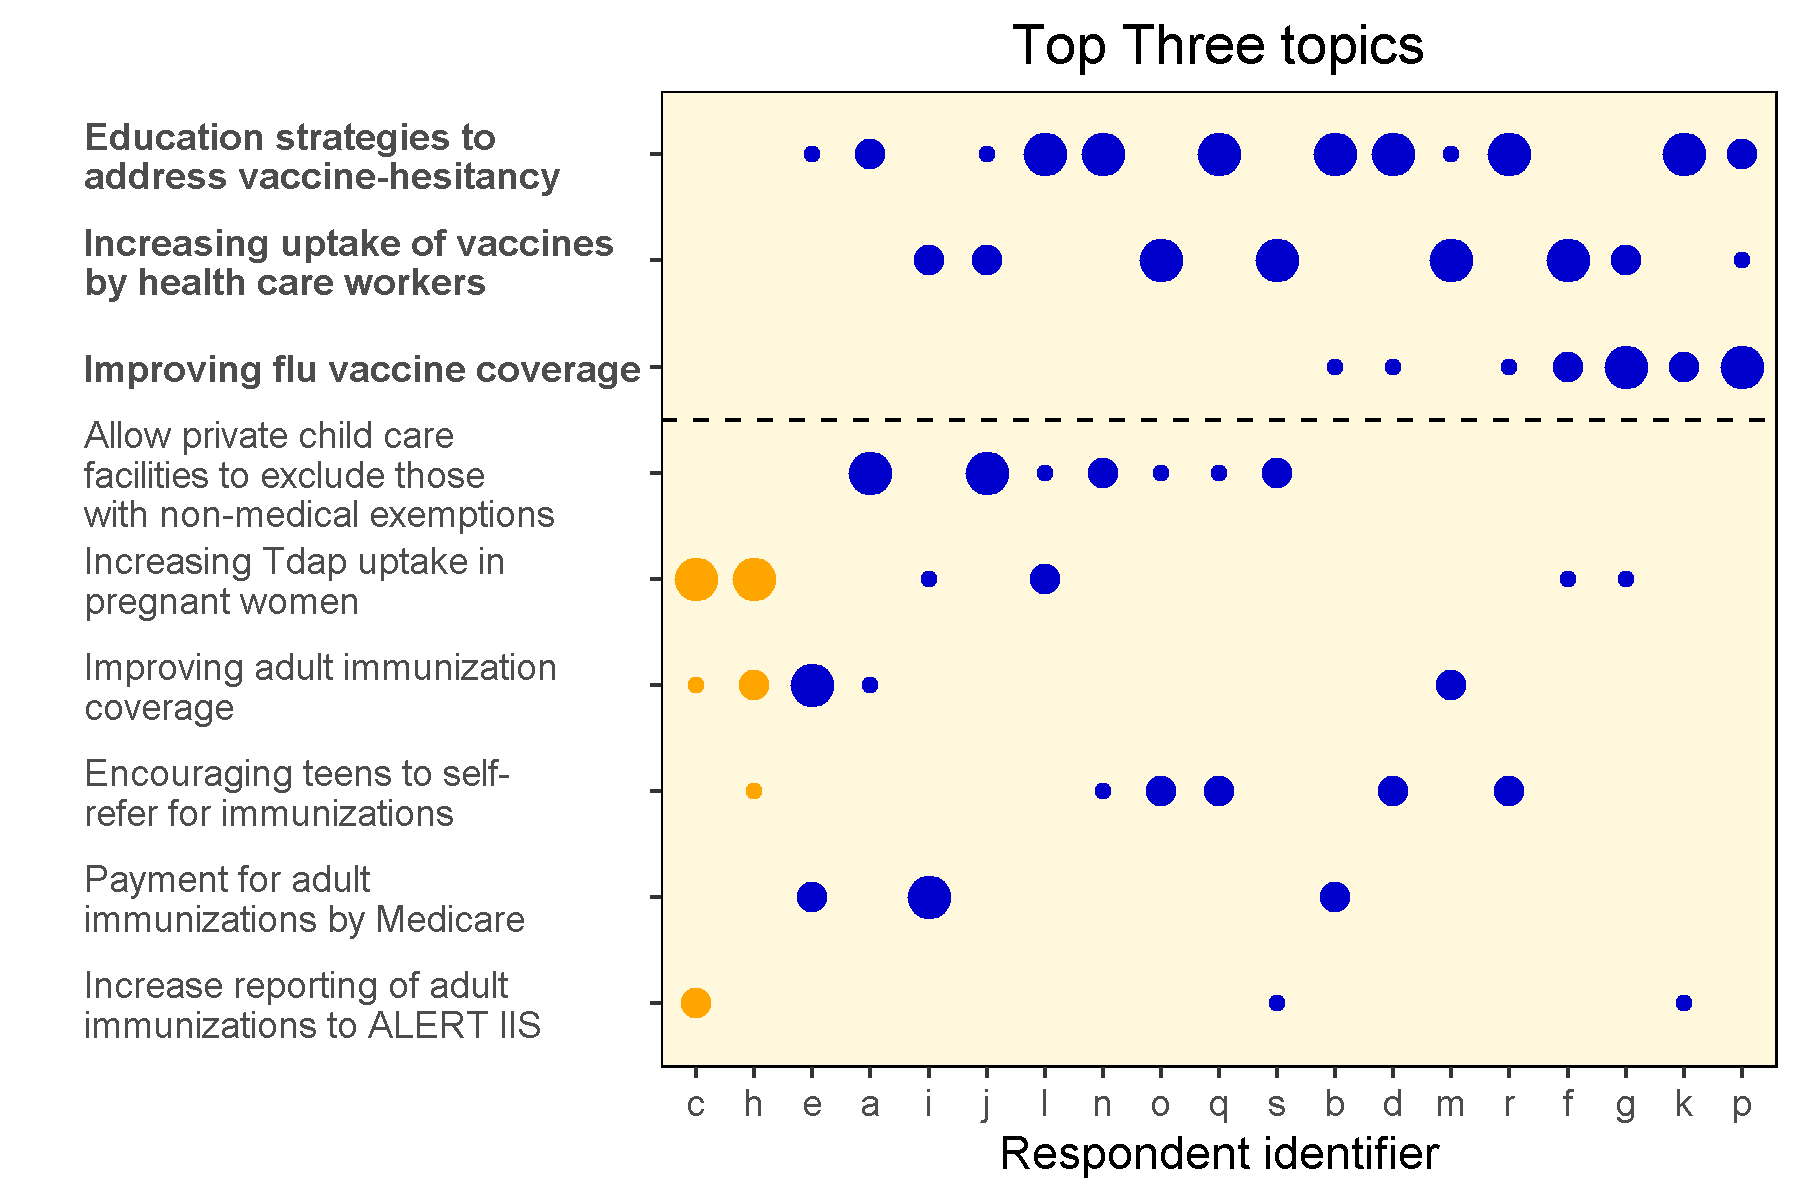 Top Three topics
Education strategies to
address vaccine-hesitancy
Increasing uptake of vaccines
by health care workers
Improving flu vaccine coverage
Allow private child care
facilities to exclude those
with non-medical exemptions
Increasing Tdap uptake in
pregnant women
Improving adult immunization
coverage
Encouraging teens to self-
refer for immunizations
Payment for adult
immunizations by Medicare
Increase reporting of adult
immunizations to ALERT IIS
c h e a i j l n o q s b d m r f g k p
Respondent identifier